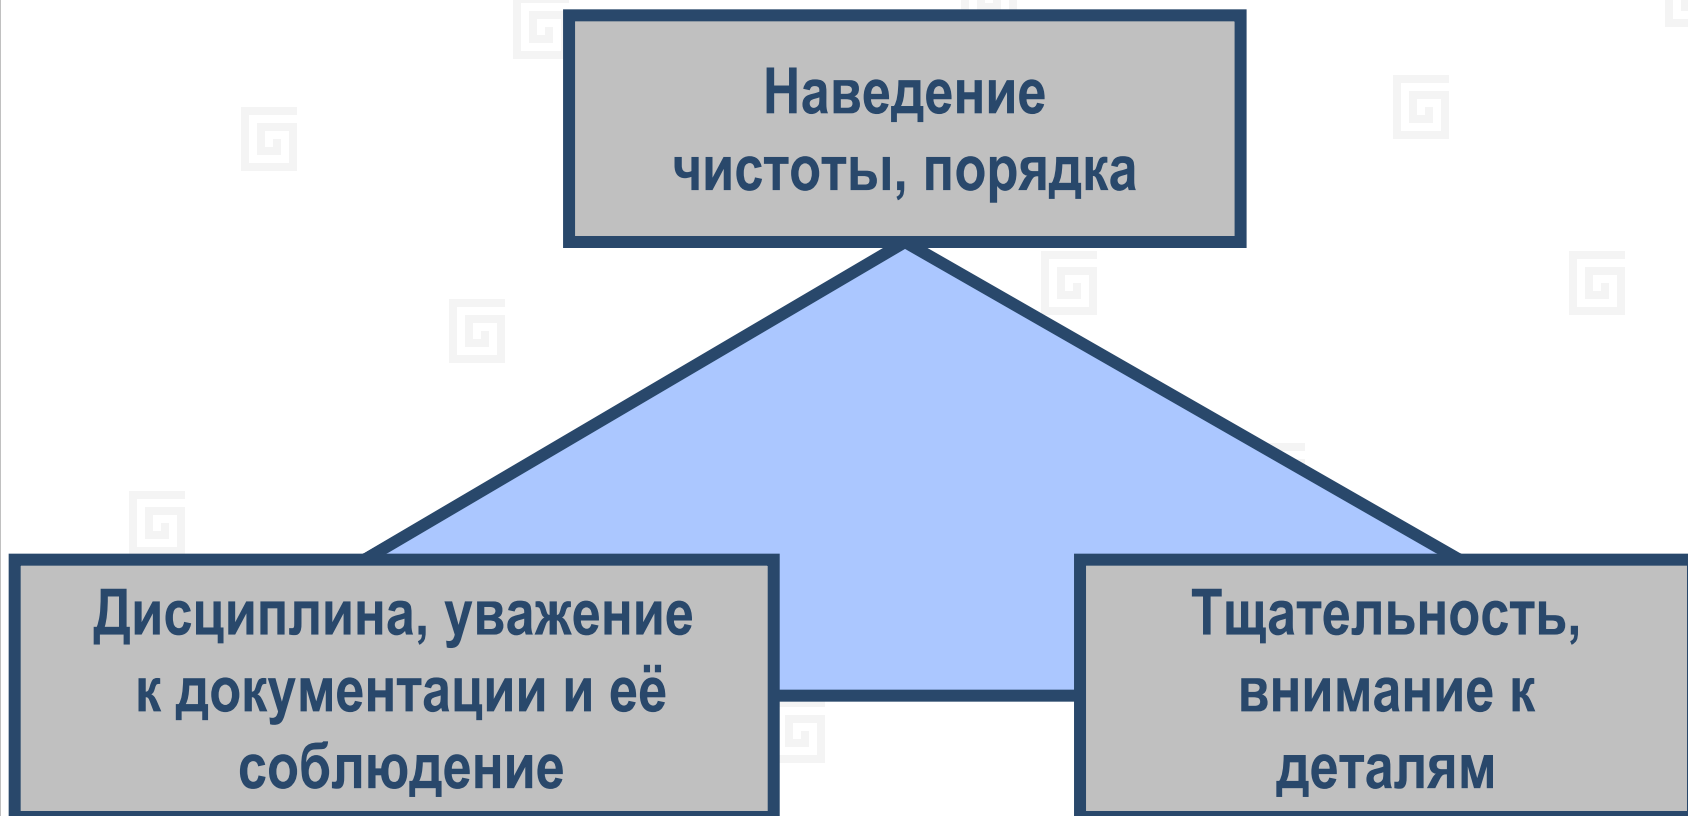 Наведение
чистоты, порядка
Дисциплина, уважение
к документации и её
соблюдение
Тщательность,
внимание к
деталям